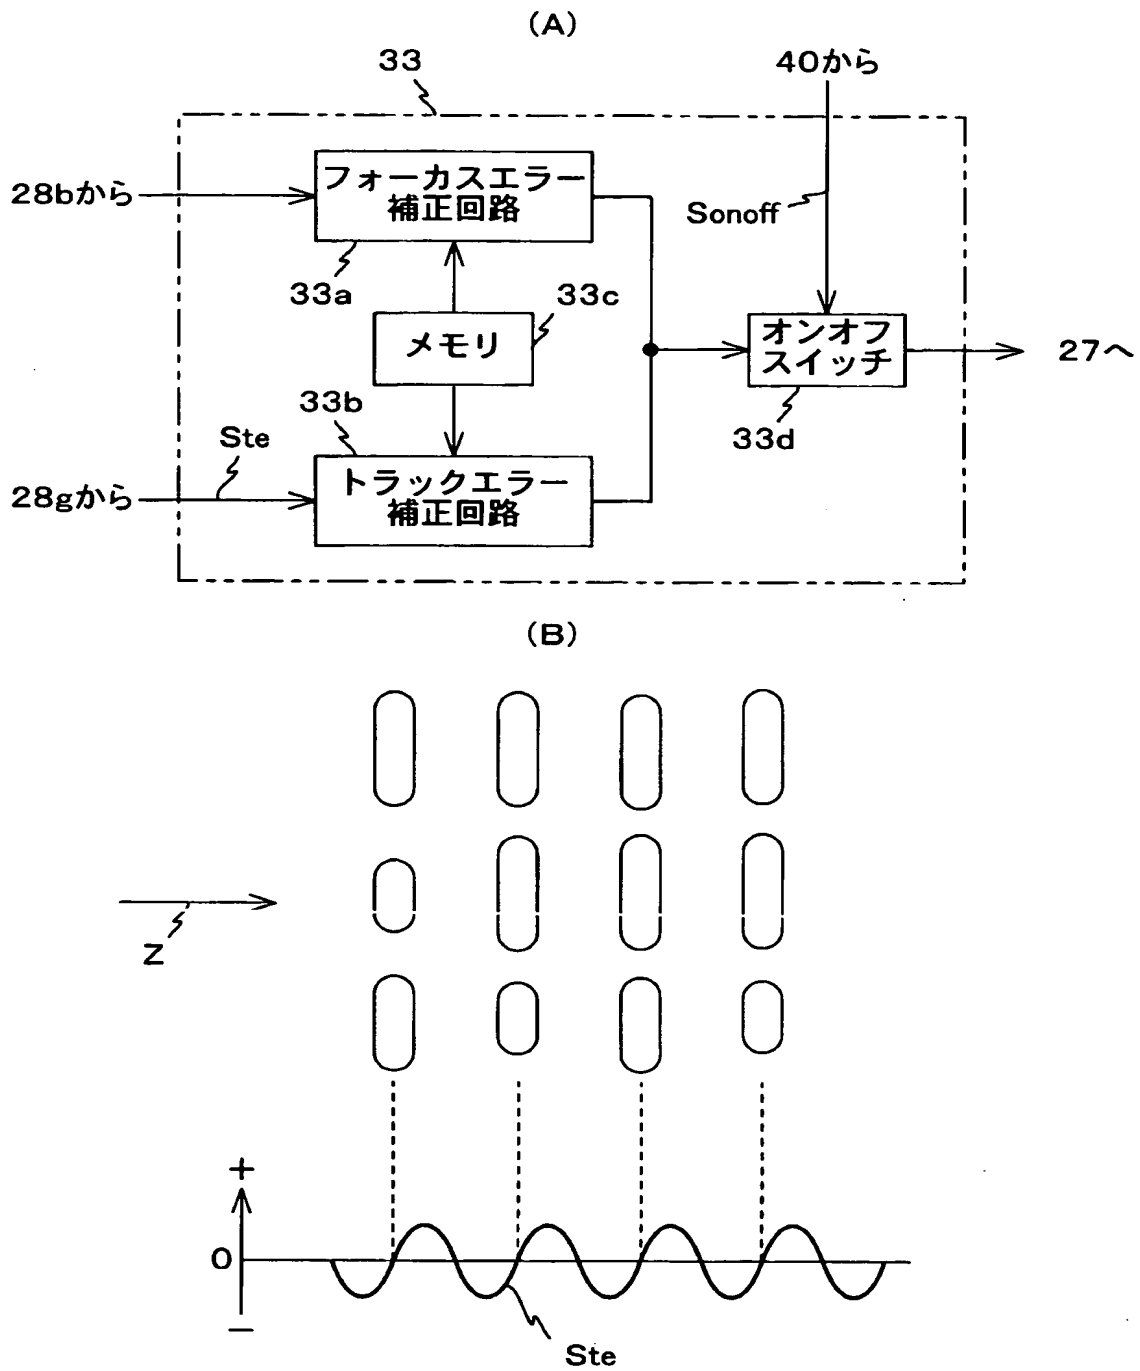 (A)
33
40から
28bから
フォーカスエラー
補正回路
Sonoff
33a
33c
メモリ
オンオフ
スイッチ
27へ
33b
33d
Ste
28gから
トラックエラー
補正回路
(B)
Z
+
0
−
Ste